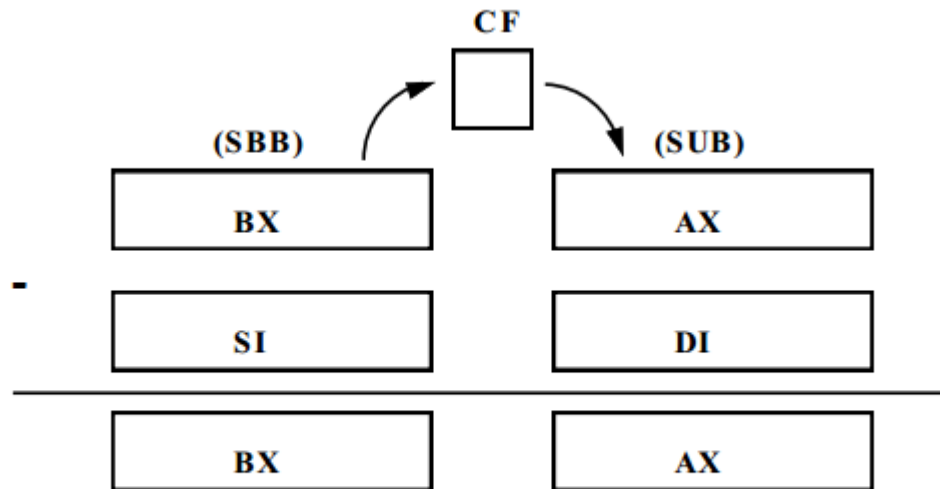 CF
(SBB) (SUB)
BX AX
-
SI DI
BX AX